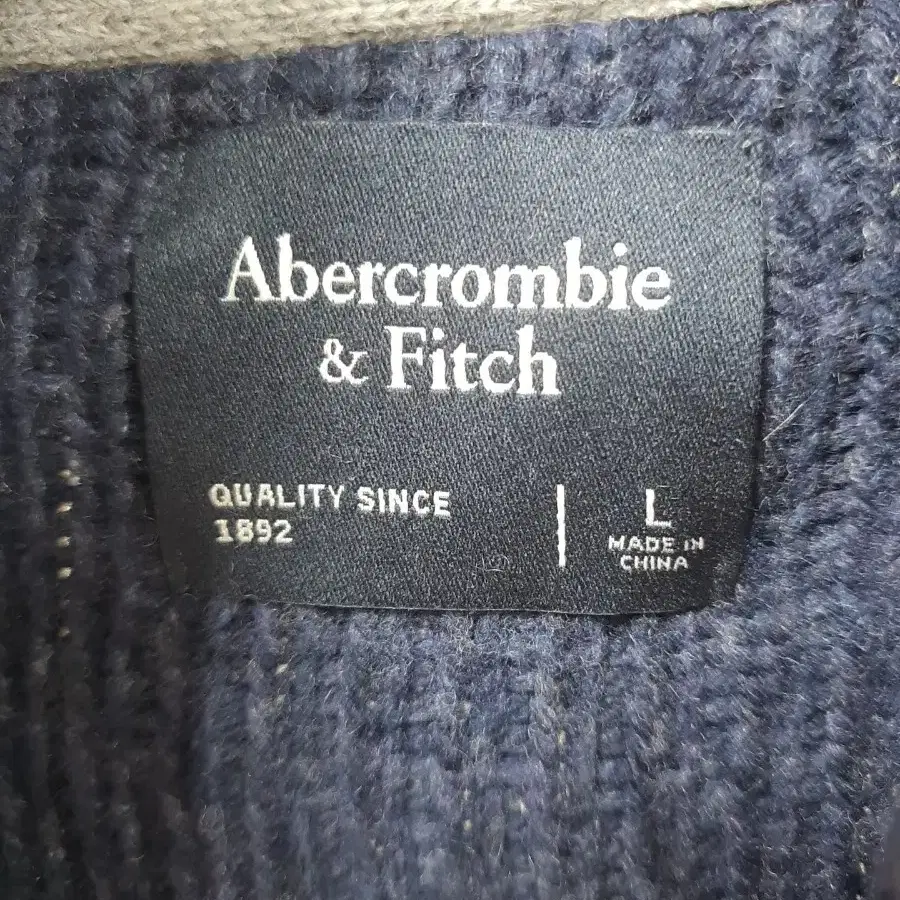 Abercrombie
& Fitch
QUALITY SINCE
1892
L
MADE IN
CHINA